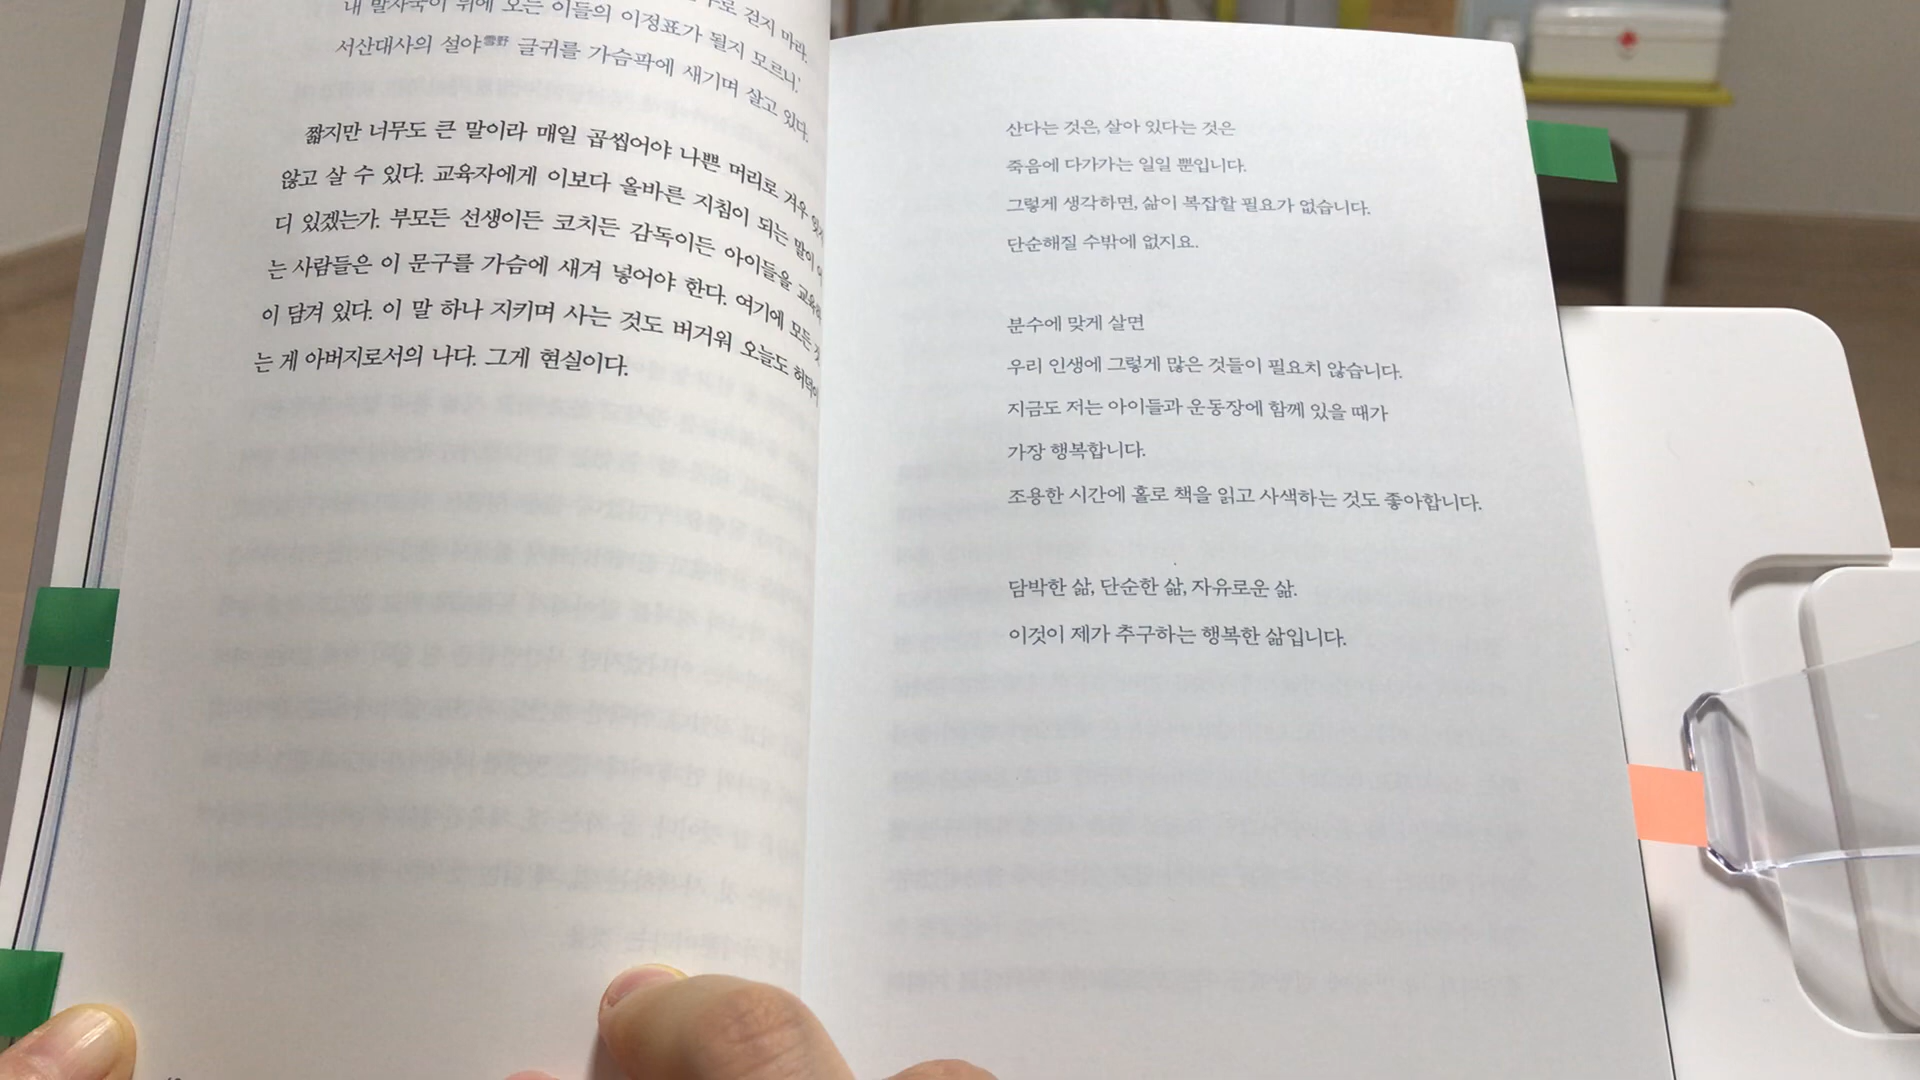 로 걷지 마라.
내 발자국이 뒤에 오는 이들의 이정표가 될지 모르니'
서산대사의 설야雪野 글귀를 가슴팍에 새기며 살고 있다.
짧지만 너무도 큰 말이라 매일 곱씹어야 나쁜 머리로 겨우 잊지
않고 살 수 있다. 교육자에게 이보다 올바른 지침이 되는 말이 어
디 있겠는가. 부모든 선생이든 코치든 감독이든 아이들을 교육하
는 사람들은 이 문구를 가슴에 새겨 넣어야 한다. 여기에 모든 것
이 담겨 있다. 이 말 하나 지키며 사는 것도 버거워 오늘도 허덕이
는 게 아버지로서의 나다. 그게 현실이다.
산다는 것은, 살아 있다는 것은
죽음에 다가가는 일일 뿐입니다.
그렇게 생각하면, 삶이 복잡할 필요가 없습니다.
단순해질 수밖에 없지요.
분수에 맞게 살면
우리 인생에 그렇게 많은 것들이 필요치 않습니다.
지금도 저는 아이들과 운동장에 함께 있을 때가
가장 행복합니다.
조용한 시간에 홀로 책을 읽고 사색하는 것도 좋아합니다.
담박한 삶, 단순한 삶, 자유로운 삶.
이것이 제가 추구하는 행복한 삶입니다.